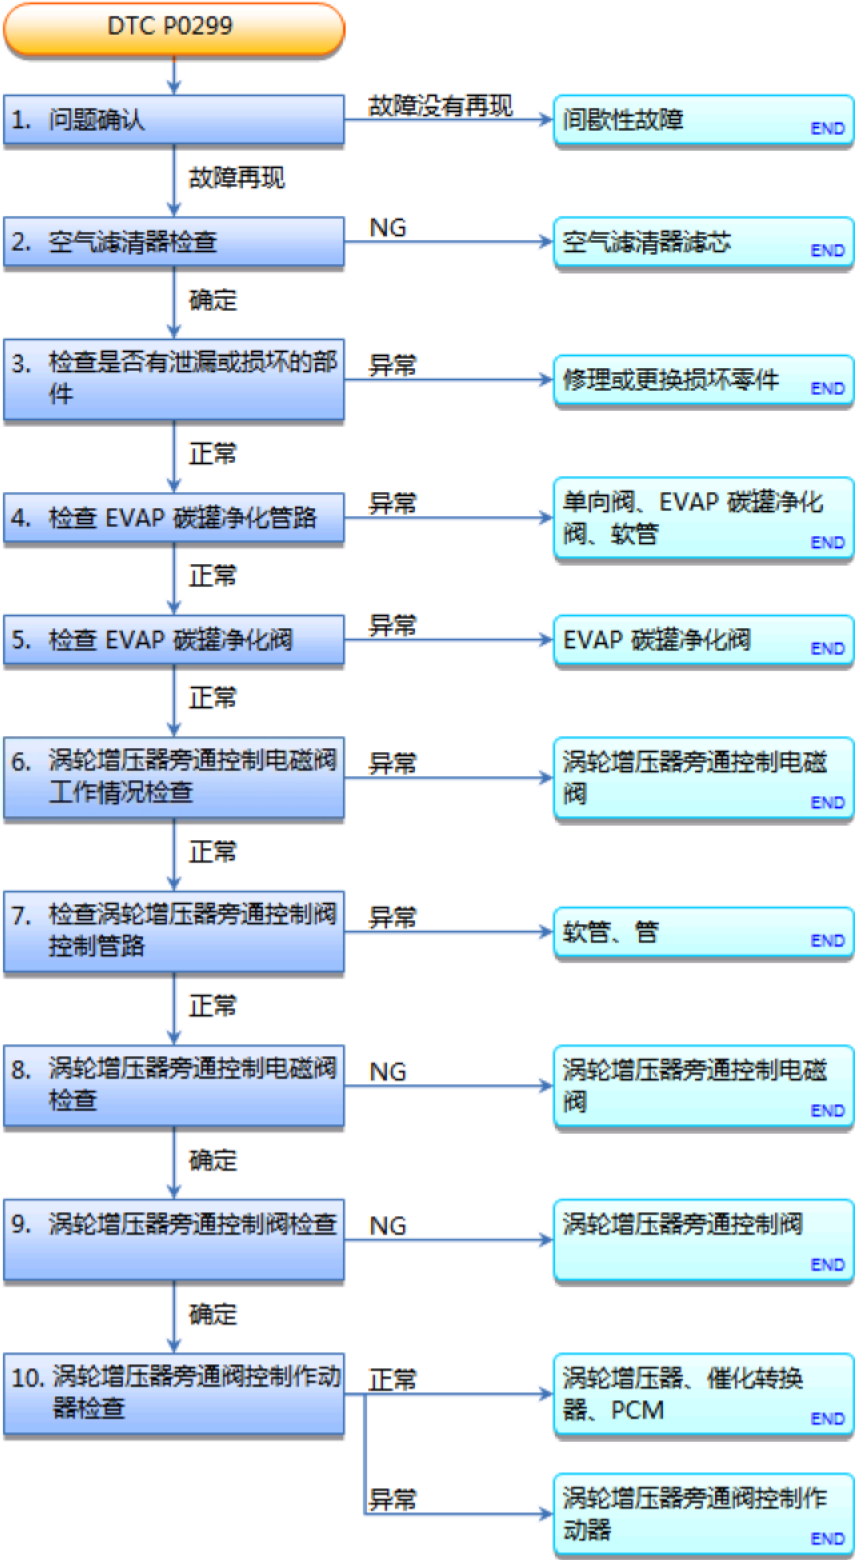 DTC P0299
1. 问题确认
故障没有再现
间歇性故障
END
故障再现
2. 空气滤清器检查
NG
空气滤清器滤芯
END
确定
3. 检查是否有泄漏或损坏的部
件
异常
修理或更换损坏零件
END
正常
4. 检查 EVAP 碳罐净化管路
异常
单向阀、EVAP 碳罐净化
阀、软管
END
正常
5. 检查 EVAP 碳罐净化阀
异常
EVAP 碳罐净化阀
END
正常
6. 涡轮增压器旁通控制电磁阀
工作情况检查
异常
涡轮增压器旁通控制电磁
阀
END
正常
7. 检查涡轮增压器旁通控制阀
控制管路
异常
软管、管
END
正常
8. 涡轮增压器旁通控制电磁阀
检查
NG
涡轮增压器旁通控制电磁
阀
END
确定
9. 涡轮增压器旁通控制阀检查
NG
涡轮增压器旁通控制阀
END
确定
10. 涡轮增压器旁通阀控制作动
器检查
正常
涡轮增压器、催化转换
器、PCM
END
异常
涡轮增压器旁通阀控制作
动器
END